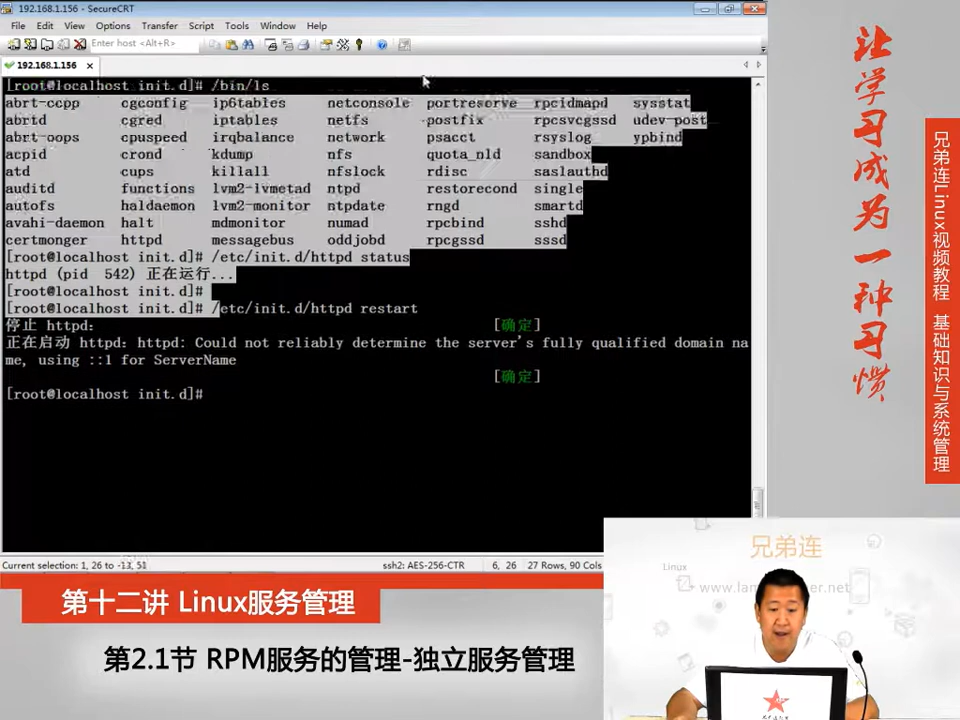 192.168.1.156 - SecureCRT
File Edit View Options Transfer Script Tools Window Help
Enter host <Alt+R>
192.168.1.156
[root@localhost init.d]# /bin/ls
abrt-ccpp cgconfig ip6tables netconsole portreserve rpcidmapd sysstat
abrtd cgred iptables netfs postfix rpcsvcgssd udev-post
abrt-oops cpuspeed irqbalance network psacct rsyslog ypbind
acpid crond kdump nfs quota_nld sandbox
atd cups killall nfslock rdisc saslauthd
auditd functions lvm2-lvmetad ntpd restorecond single
autofs haldaemon lvm2-monitor ntpdate rngd smartd
avahi-daemon halt mdmonitor numad rpcbind sshd
certmonger httpd messagebus oddjobd rpcgssd sssd
[root@localhost init.d]# /etc/init.d/httpd status
httpd (pid 542) 正在运行...
[root@localhost init.d]#
[root@localhost init.d]# /etc/init.d/httpd restart
停止 httpd: [确定]
正在启动 httpd: httpd: Could not reliably determine the server's fully qualified domain na
me, using ::1 for ServerName
[确定]
[root@localhost init.d]#
Current selection: 1, 26 to -13, 51 ssh2: AES-256-CTR 6, 26 27 Rows, 90 Cols
让学习成为一种习惯
兄弟连Linux视频教程 基础知识与系统管理
兄弟连
Linux
第十二讲 Linux服务管理
第2.1节 RPM服务的管理-独立服务管理